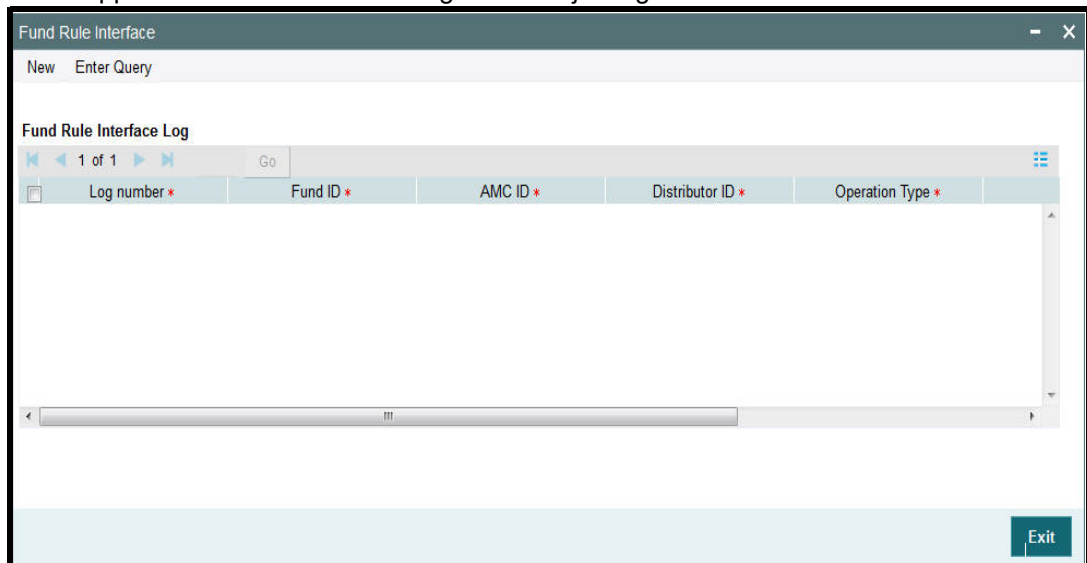 Fund Rule Interface
New Enter Query
Fund Rule Interface Log
1 of 1 Go
Log number * Fund ID * AMC ID * Distributor ID * Operation Type *
Exit